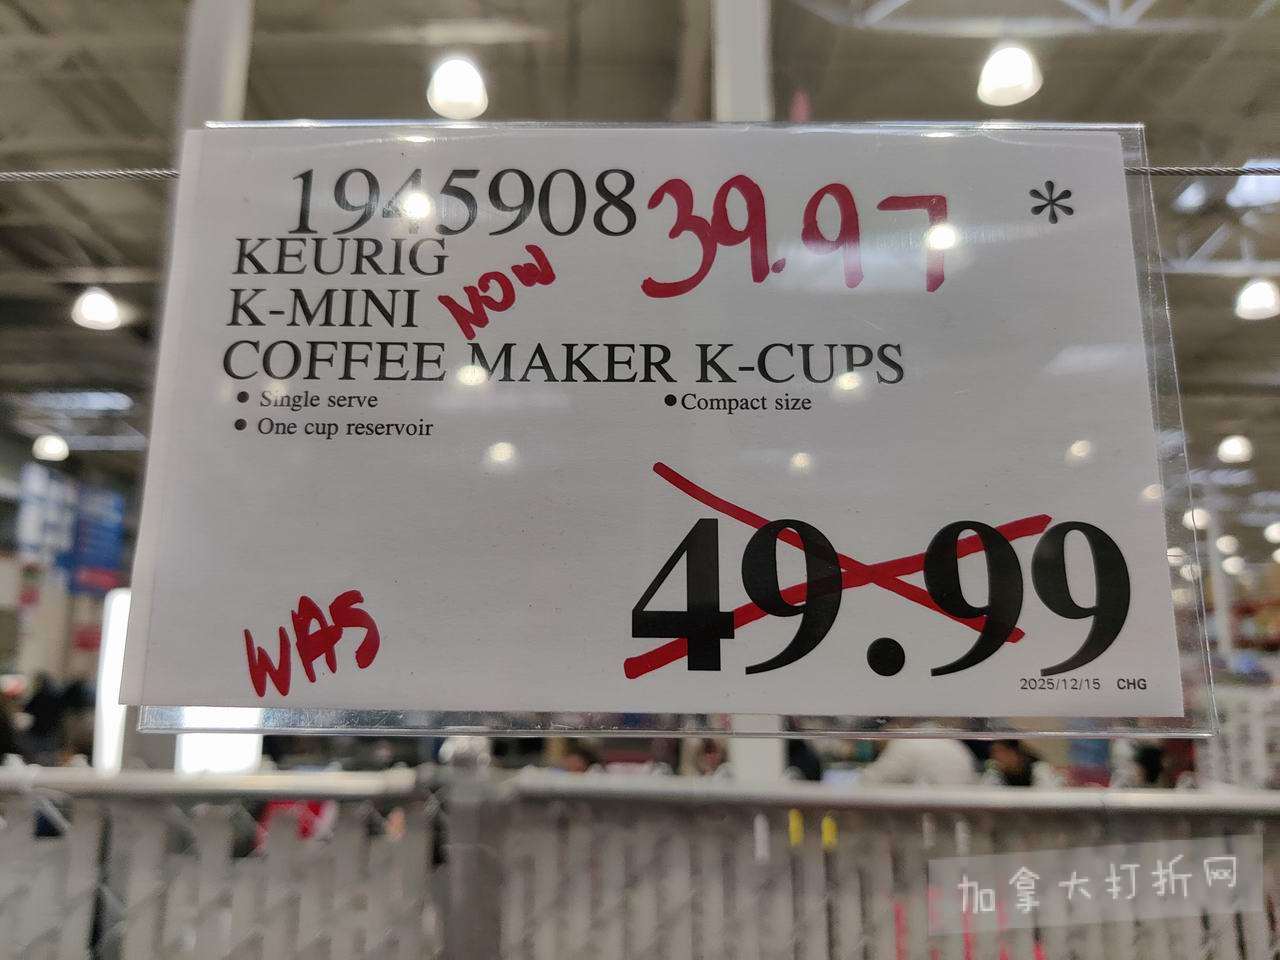 1945908 39.97 *
KEURIG
K-MINI NOW
COFFEE MAKER K-CUPS
• Single serve
• Compact size
• One cup reservoir
49.99
WAS
2025/12/15 CHG
加拿大打折网